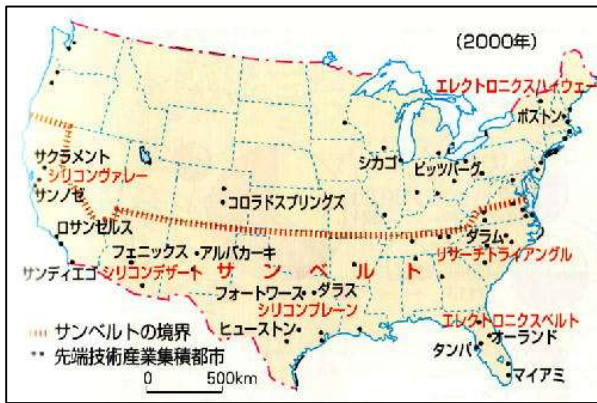 (2000年)
エレクトロニクスハイウェー
ボストン
シカゴ
ピッツバーグ
サクラメント
シリコンヴァレー
サンノゼ
コロラドスプリングズ
ロサンゼルス
ダラム
リサーチトライアングル
フェニックス
アルバカーキ
サンディエゴ
シリコンデザート
サンベルト
フォートワース
ダラス
シリコンプレーン
エレクトロニクスベルト
ヒューストン
オーランド
タンパ
マイアミ
サンベルトの境界
先端技術産業集積都市
0 500km